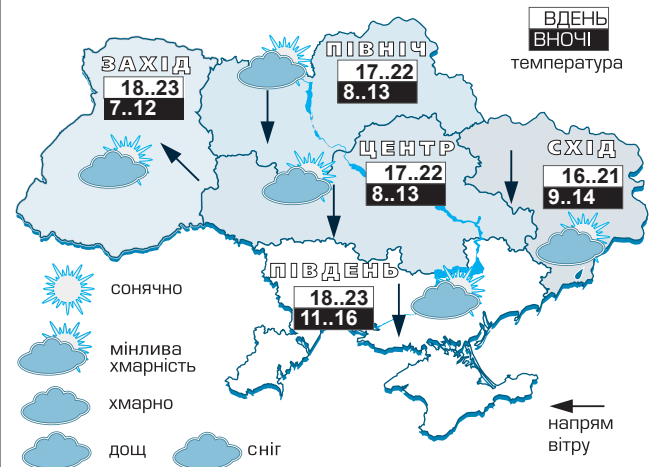 ВДЕНЬ
ВНОЧІ
температура
ПІВНІЧ
17..22
8..13
ЗАХІД
18..23
7..12
ЦЕНТР
17..22
8..13
СХІД
16..21
9..14
ПІВДЕНЬ
18..23
11..16
сонячно
мінлива
хмарність
хмарно
дощ
сніг
напрям
вітру